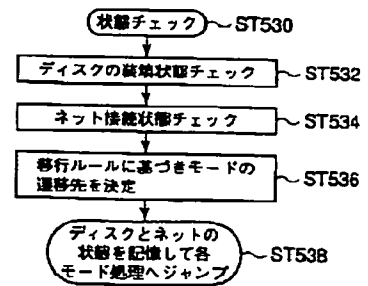 状態チェック
ST530
ディスクの装填状態チェック
ST532
ネット接続状態チェック
ST534
移行ルールに基づきモードの
遷移先を決定
ST536
ディスクとネットの
状態を記憶して各
モード処理へジャンプ
ST538